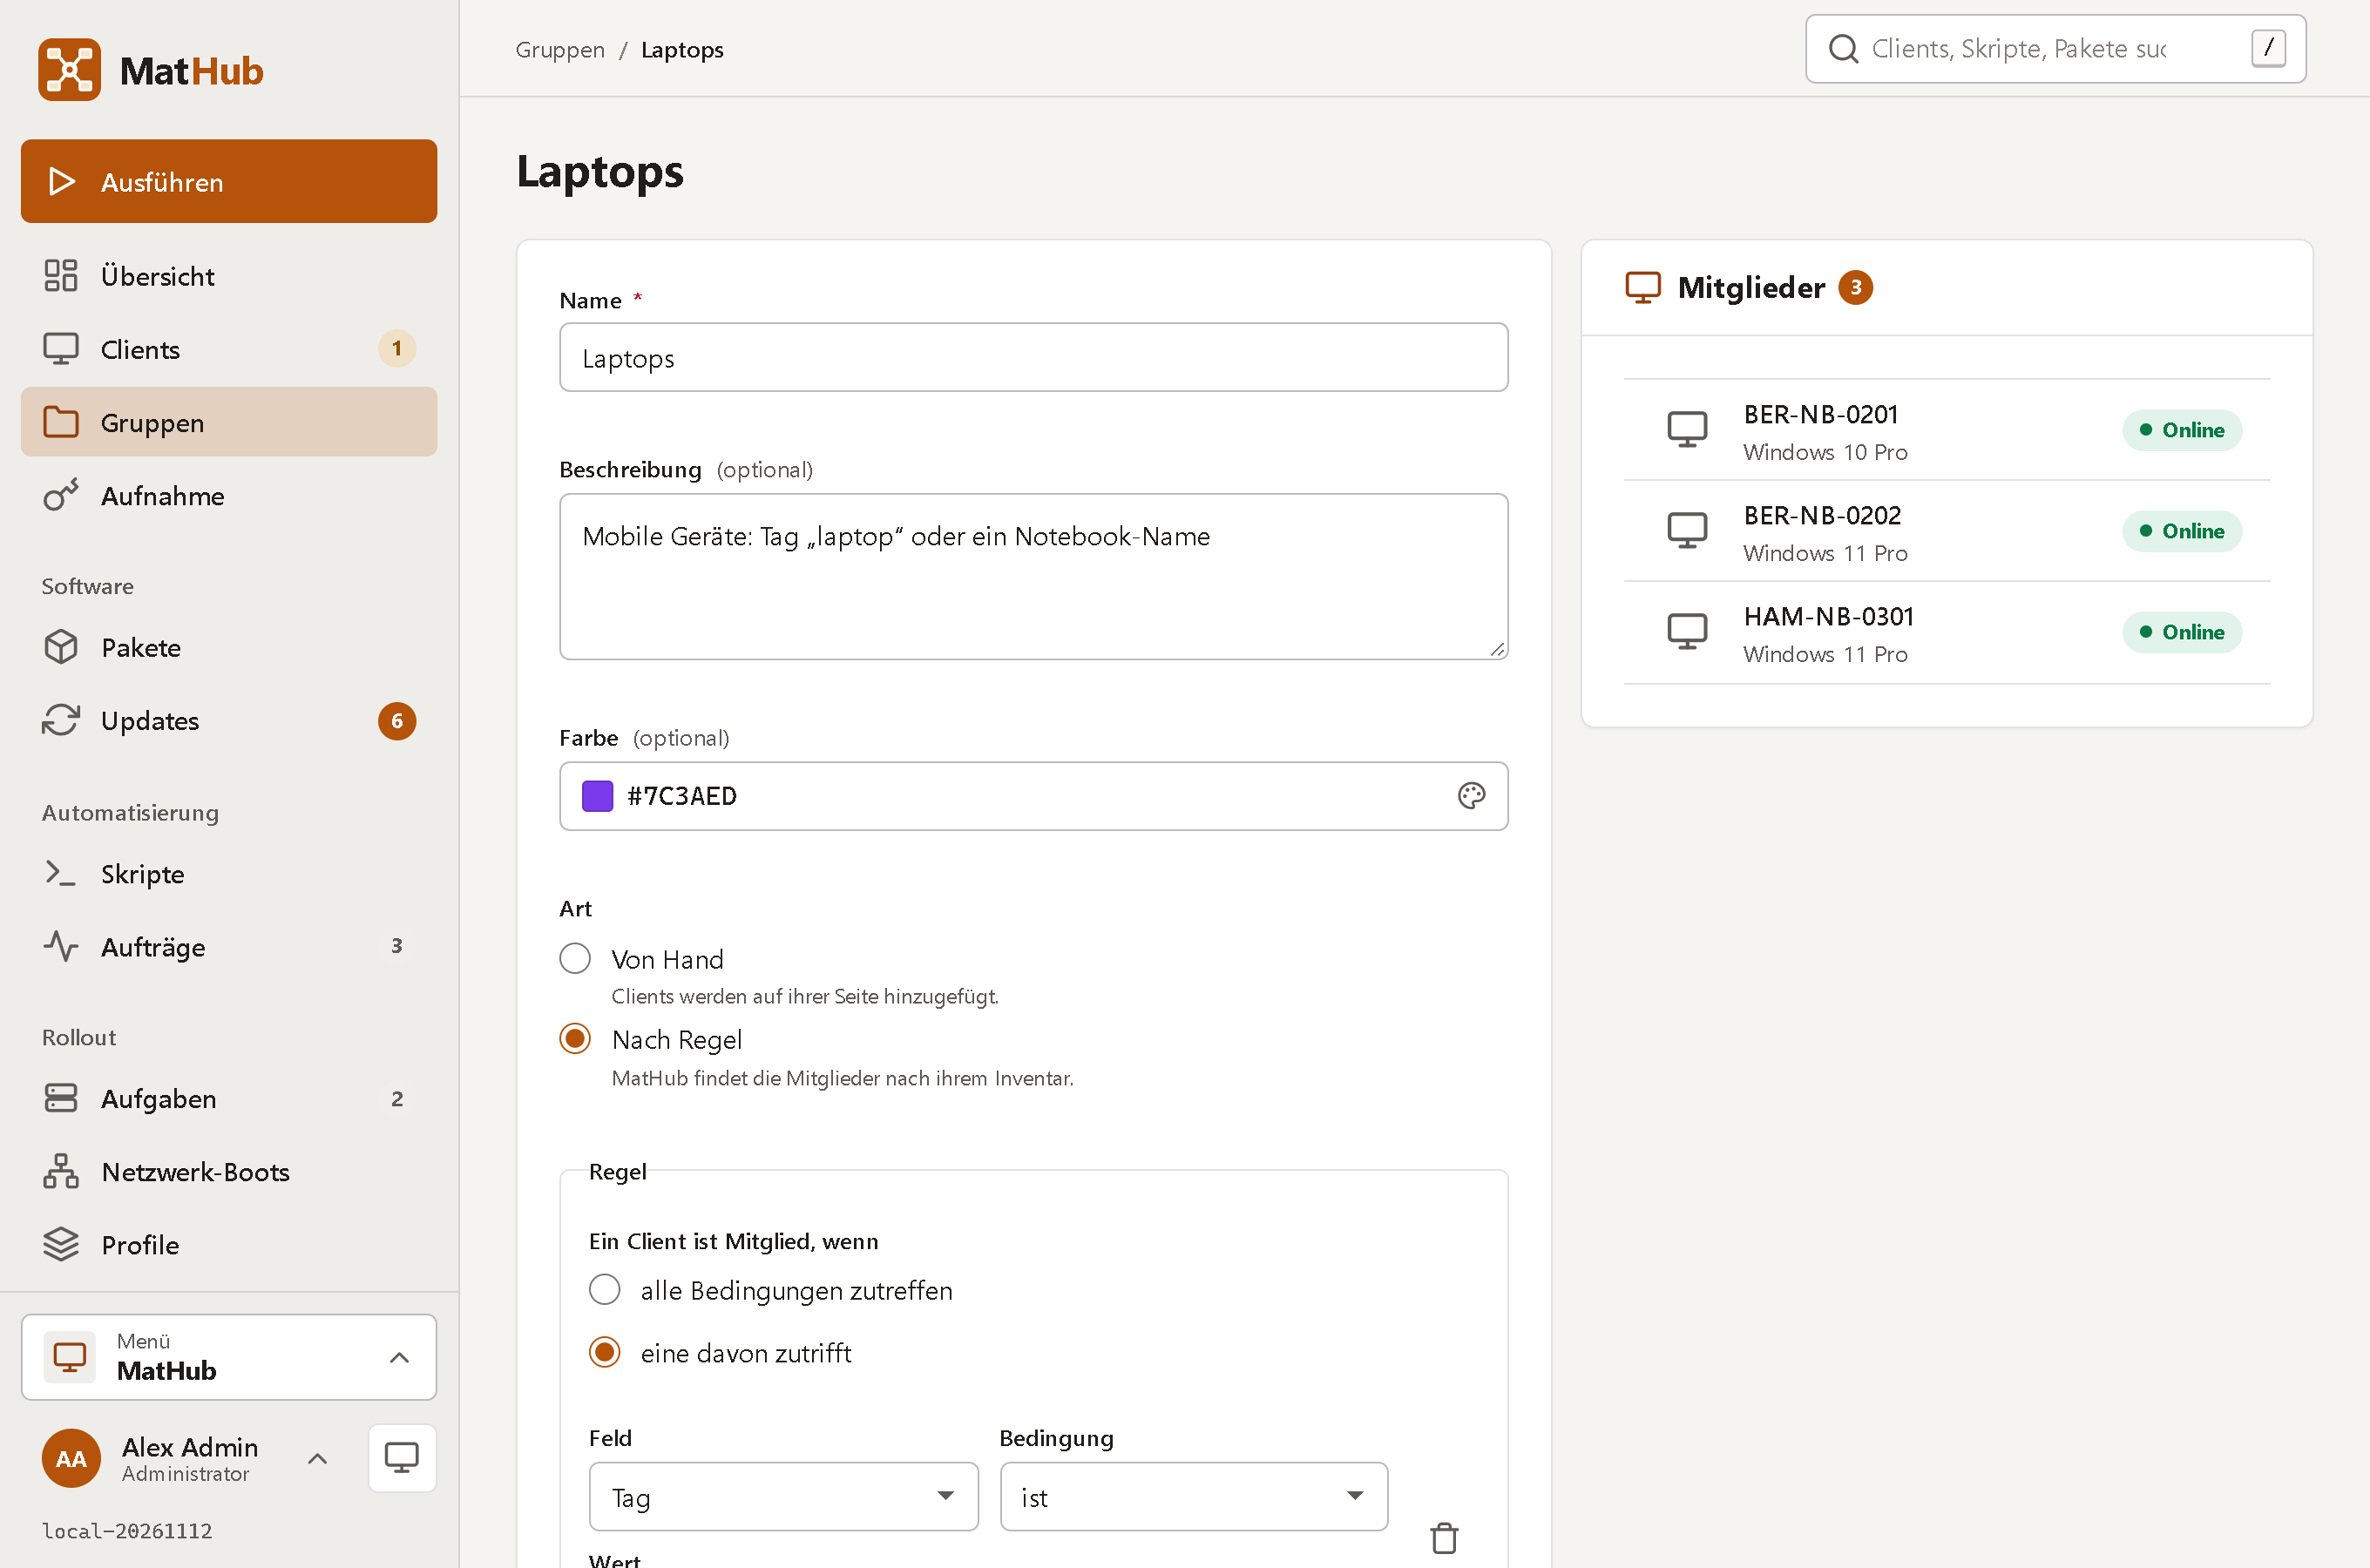 MatHub
Ausführen
Übersicht
Clients 1
Gruppen
Aufnahme
Software
Pakete
Updates 6
Automatisierung
Skripte
Aufträge 3
Rollout
Aufgaben 2
Netzwerk-Boots
Profile
Menü
MatHub
AA
Alex Admin
Administrator
local-20261112
Gruppen / Laptops
Clients, Skripte, Pakete suc
/
Laptops
Name *
Laptops
Beschreibung (optional)
Mobile Geräte: Tag „laptop“ oder ein Notebook-Name
Farbe (optional)
#7C3AED
Art
Von Hand
Clients werden auf ihrer Seite hinzugefügt.
Nach Regel
MatHub findet die Mitglieder nach ihrem Inventar.
Regel
Ein Client ist Mitglied, wenn
alle Bedingungen zutreffen
eine davon zutrifft
Feld
Tag
Bedingung
ist
Wert
Mitglieder 3
BER-NB-0201
Windows 10 Pro
Online
BER-NB-0202
Windows 11 Pro
Online
HAM-NB-0301
Windows 11 Pro
Online